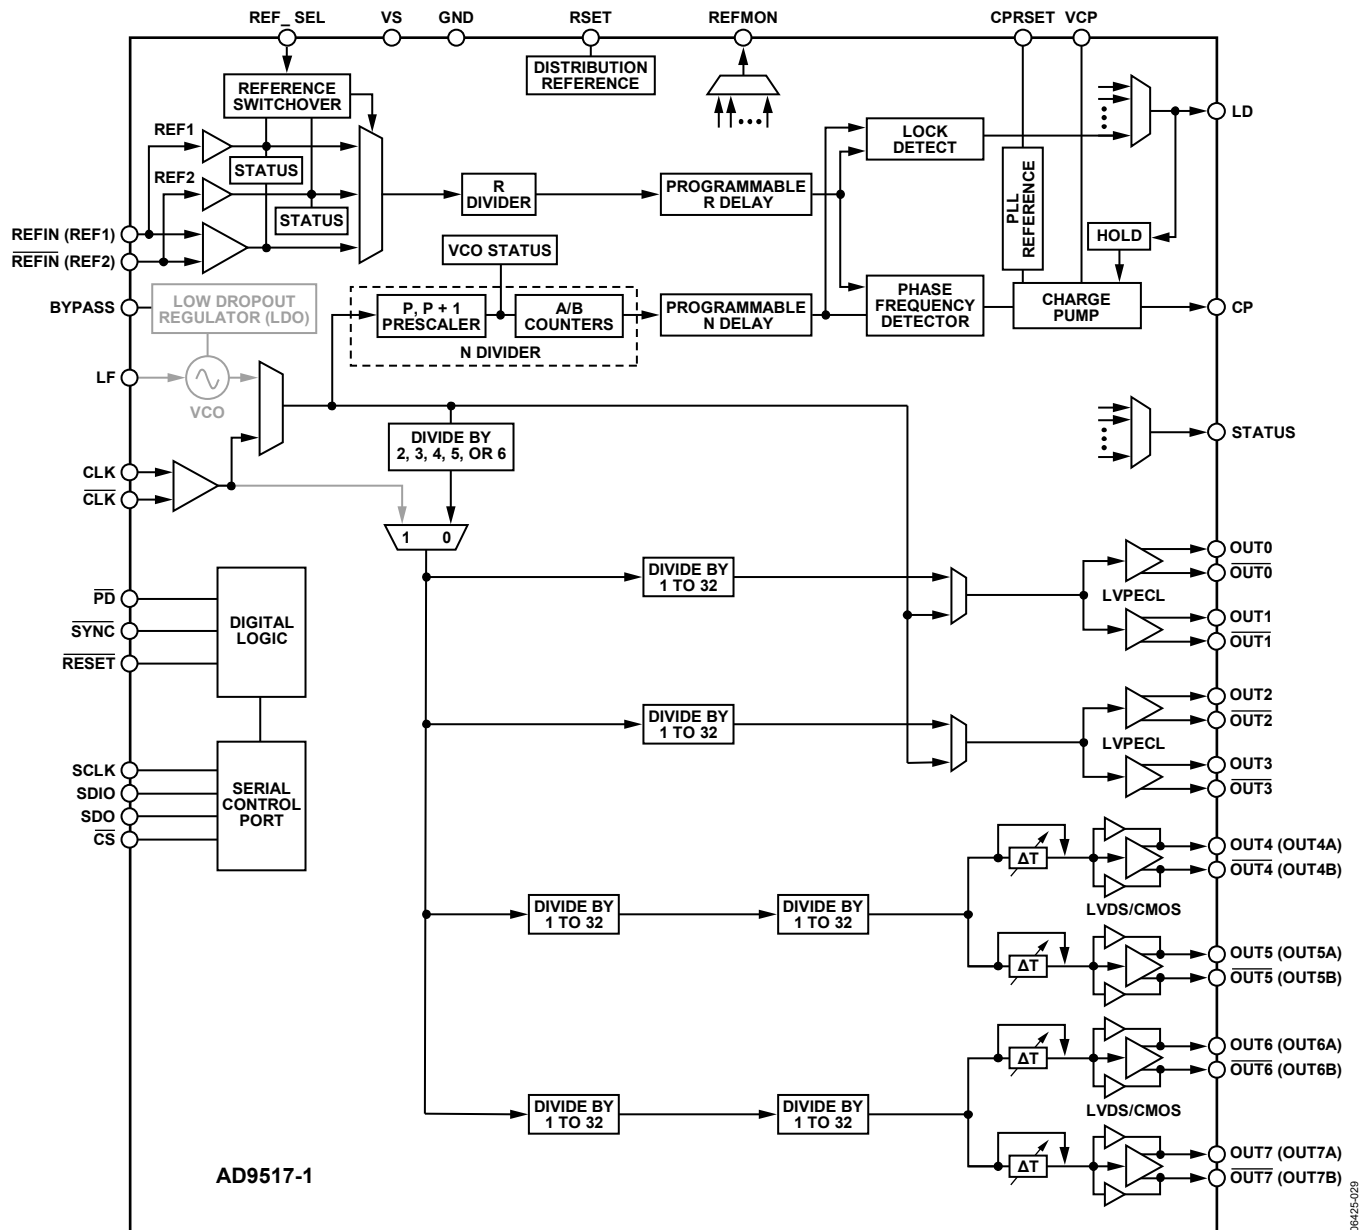 REF_ SEL VS GND RSET REFMON CPRSET VCP
DISTRIBUTION
REFERENCE
REFERENCE
SWITCHOVER
REF1
STATUS
REF2
STATUS
R
DIVIDER
PROGRAMMABLE
R DELAY
LOCK
DETECT
LD
PLL
REFERENCE
HOLD
REFIN (REF1)
REFIN (REF2)
VCO STATUS
BYPASS
LOW DROPOUT
REGULATOR (LDO)
P, P + 1
PRESCALER
A/B
COUNTERS
N DIVIDER
PROGRAMMABLE
N DELAY
PHASE
FREQUENCY
DETECTOR
CHARGE
PUMP
CP
LF
VCO
STATUS
DIVIDE BY
2, 3, 4, 5, OR 6
CLK
CLK
1 0
DIVIDE BY
1 TO 32
OUT0
OUT0
LVPECL
OUT1
OUT1
PD
SYNC
RESET
DIGITAL
LOGIC
DIVIDE BY
1 TO 32
OUT2
OUT2
LVPECL
OUT3
OUT3
SCLK
SDIO
SDO
CS
SERIAL
CONTROL
PORT
ΔT
OUT4 (OUT4A)
OUT4 (OUT4B)
DIVIDE BY
1 TO 32
DIVIDE BY
1 TO 32
LVDS/CMOS
ΔT
OUT5 (OUT5A)
OUT5 (OUT5B)
ΔT
OUT6 (OUT6A)
OUT6 (OUT6B)
DIVIDE BY
1 TO 32
DIVIDE BY
1 TO 32
LVDS/CMOS
ΔT
OUT7 (OUT7A)
OUT7 (OUT7B)
AD9517-1
06425-029